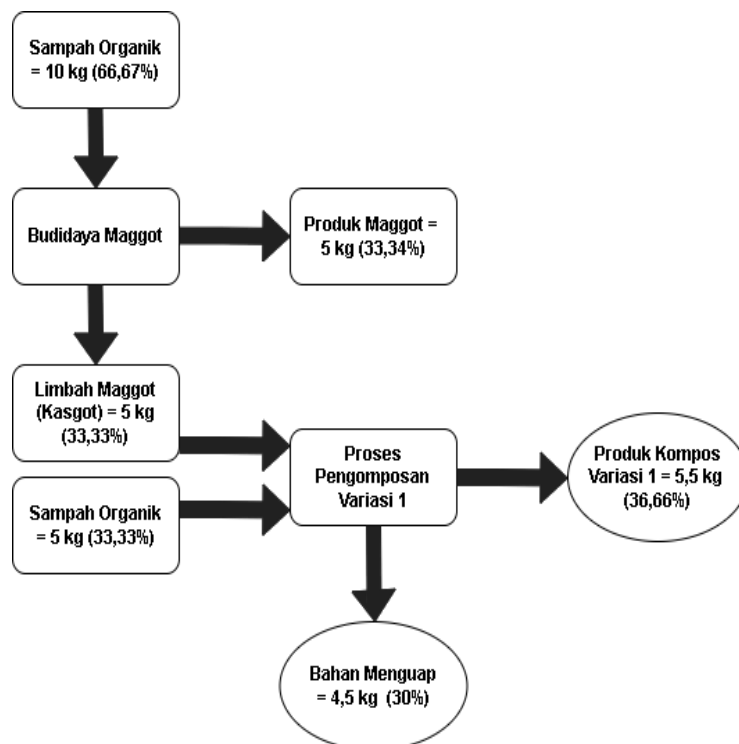 Sampah Organik
= 10 kg (66,67%)
Budidaya Maggot
Produk Maggot =
5 kg (33,34%)
Limbah Maggot
(Kasgot) = 5 kg
(33,33%)
Sampah Organik
= 5 kg (33,33%)
Proses
Pengomposan
Variasi 1
Produk Kompos
Variasi 1 = 5,5 kg
(36,66%)
Bahan Menguap
= 4,5 kg (30%)